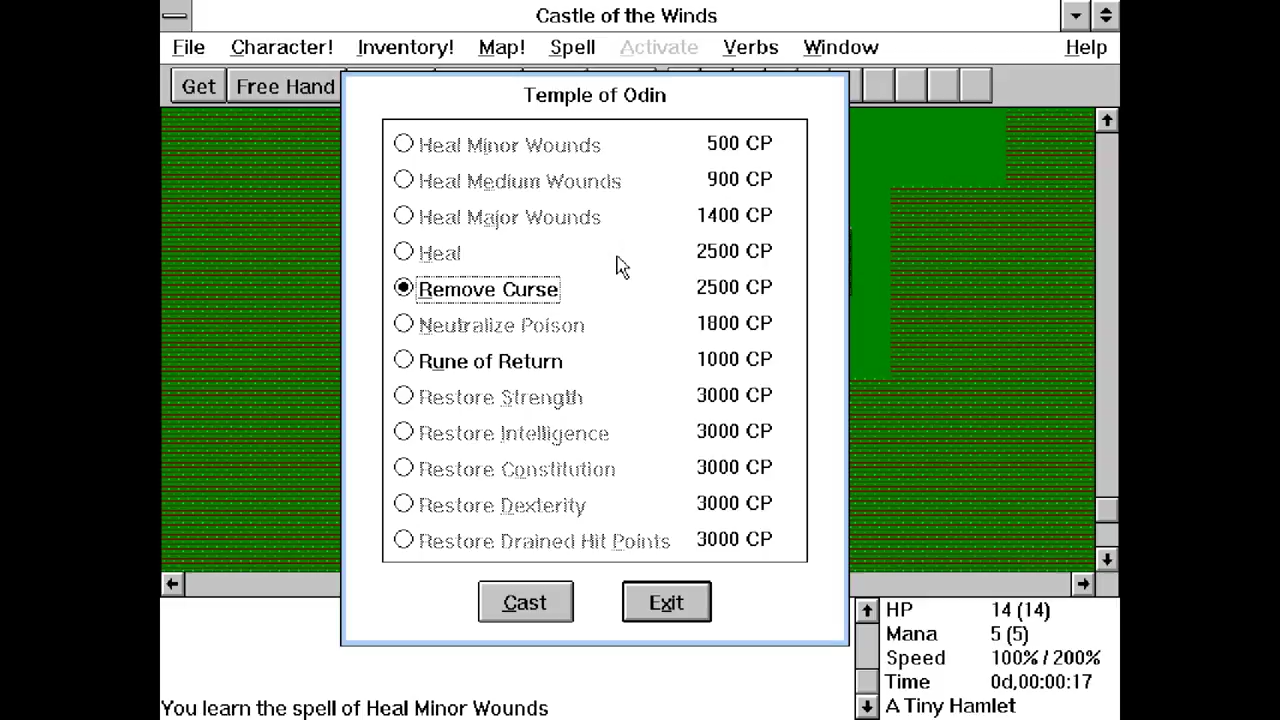 Castle of the Winds
File Character! Inventory! Map! Spell Activate Verbs Window Help
Get Free Hand
Temple of Odin
Heal Minor Wounds 500 CP
Heal Medium Wounds 900 CP
Heal Major Wounds 1400 CP
Heal 2500 CP
Remove Curse 2500 CP
Neutralize Poison 1800 CP
Rune of Return 1000 CP
Restore Strength 3000 CP
Restore Intelligence 3000 CP
Restore Constitution 3000 CP
Restore Dexterity 3000 CP
Restore Drained Hit Points 3000 CP
Cast Exit
HP 14 (14)
Mana 5 (5)
Speed 100% / 200%
Time 0d,00:00:17
A Tiny Hamlet
You learn the spell of Heal Minor Wounds